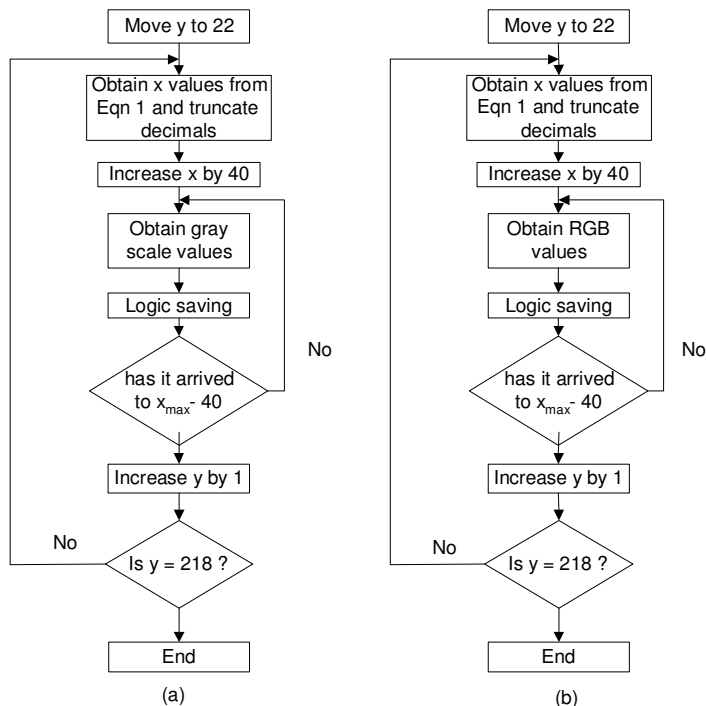 Move y to 22
Obtain x values from
Eqn 1 and truncate
decimals
Increase x by 40
Obtain gray
scale values
Logic saving
No
has it arrived
to xmax- 40
Increase y by 1
No
Is y = 218 ?
End
(a)
Move y to 22
Obtain x values from
Eqn 1 and truncate
decimals
Increase x by 40
Obtain RGB
values
Logic saving
No
has it arrived
to xmax- 40
Increase y by 1
No
Is y = 218 ?
End
(b)